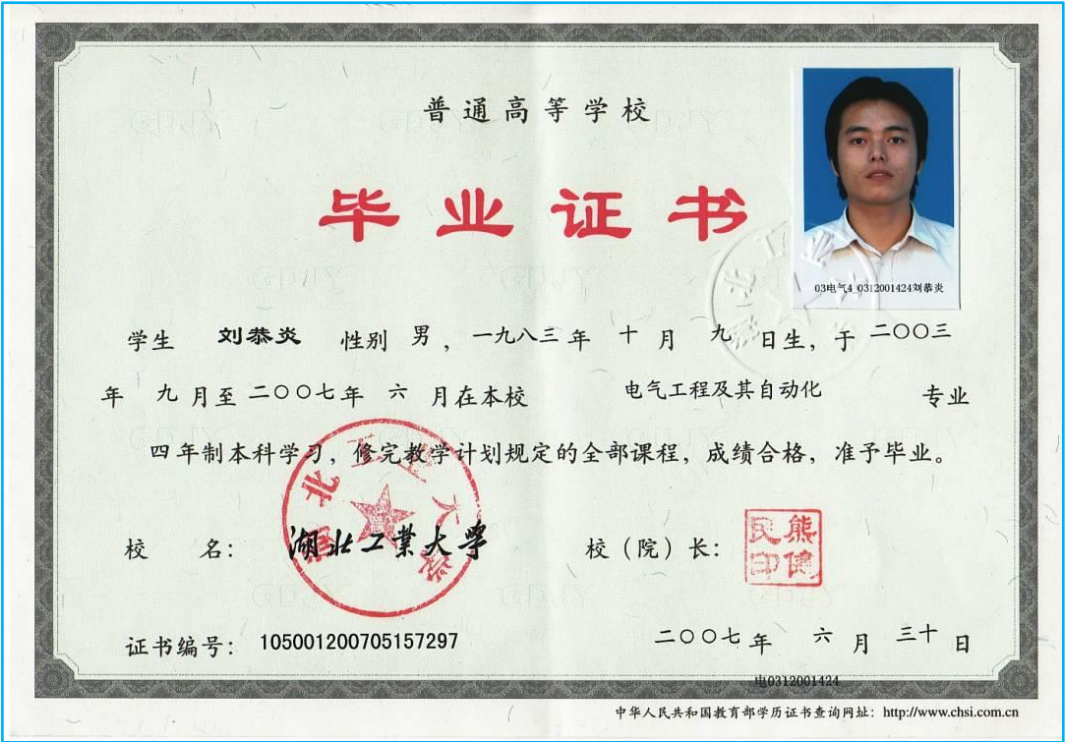 普通高等学校
毕业证书
03电气4_0312001424刘恭炎
学生 刘恭炎 性别 男，一九八三年 十月 九日生，于二〇〇三
年 九月至二〇〇七年 六月在本校 电气工程及其自动化 专业
四年制本科学习，修完教学计划规定的全部课程，成绩合格，准予毕业。
校 名： 湖北工業大學 校（院）长： 熊健民印
湖北工业大学
证书编号： 105001200705157297 二〇〇七年 六月 三十日
电0312001424
中华人民共和国教育部学历证书查询网址：http://www.chsi.com.cn